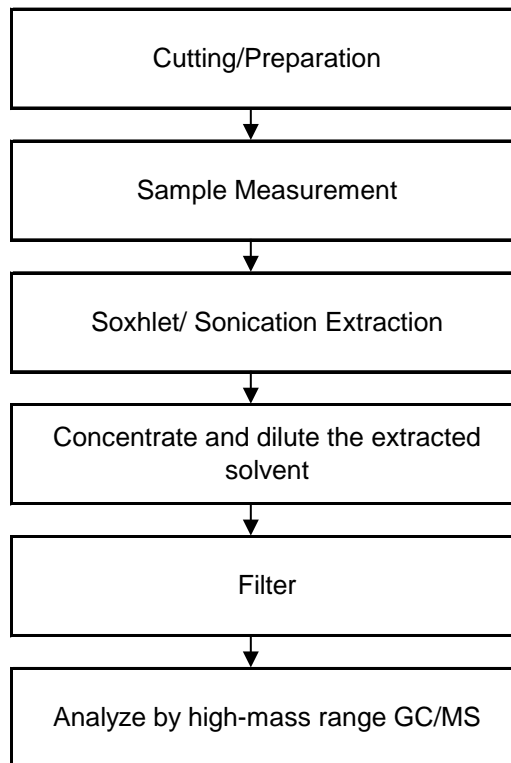 Cutting/Preparation
Sample Measurement
Soxhlet/ Sonication Extraction
Concentrate and dilute the extracted
solvent
Filter
Analyze by high-mass range GC/MS